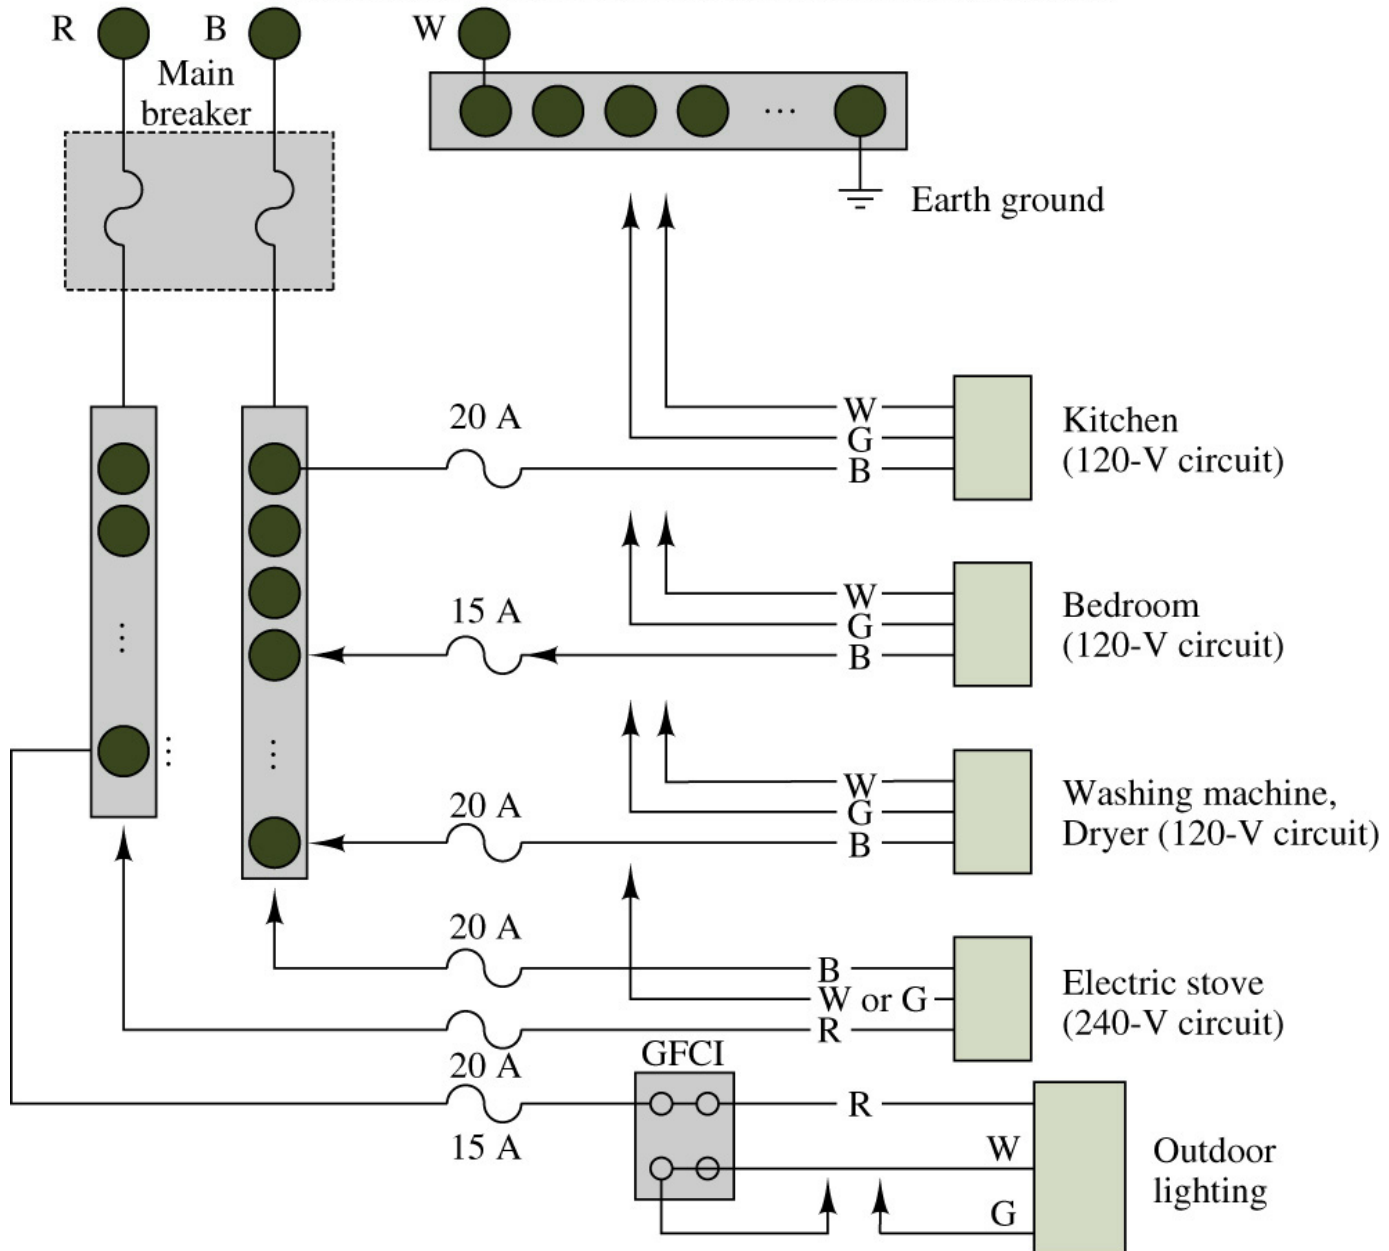 R
B
W
Main
breaker
...
Earth ground
20 A
W
G
B
Kitchen
(120-V circuit)
15 A
W
G
B
Bedroom
(120-V circuit)
...
...
...
20 A
W
G
B
Washing machine,
Dryer (120-V circuit)
20 A
B
W or G
R
Electric stove
(240-V circuit)
20 A
GFCI
15 A
R
W
G
Outdoor
lighting